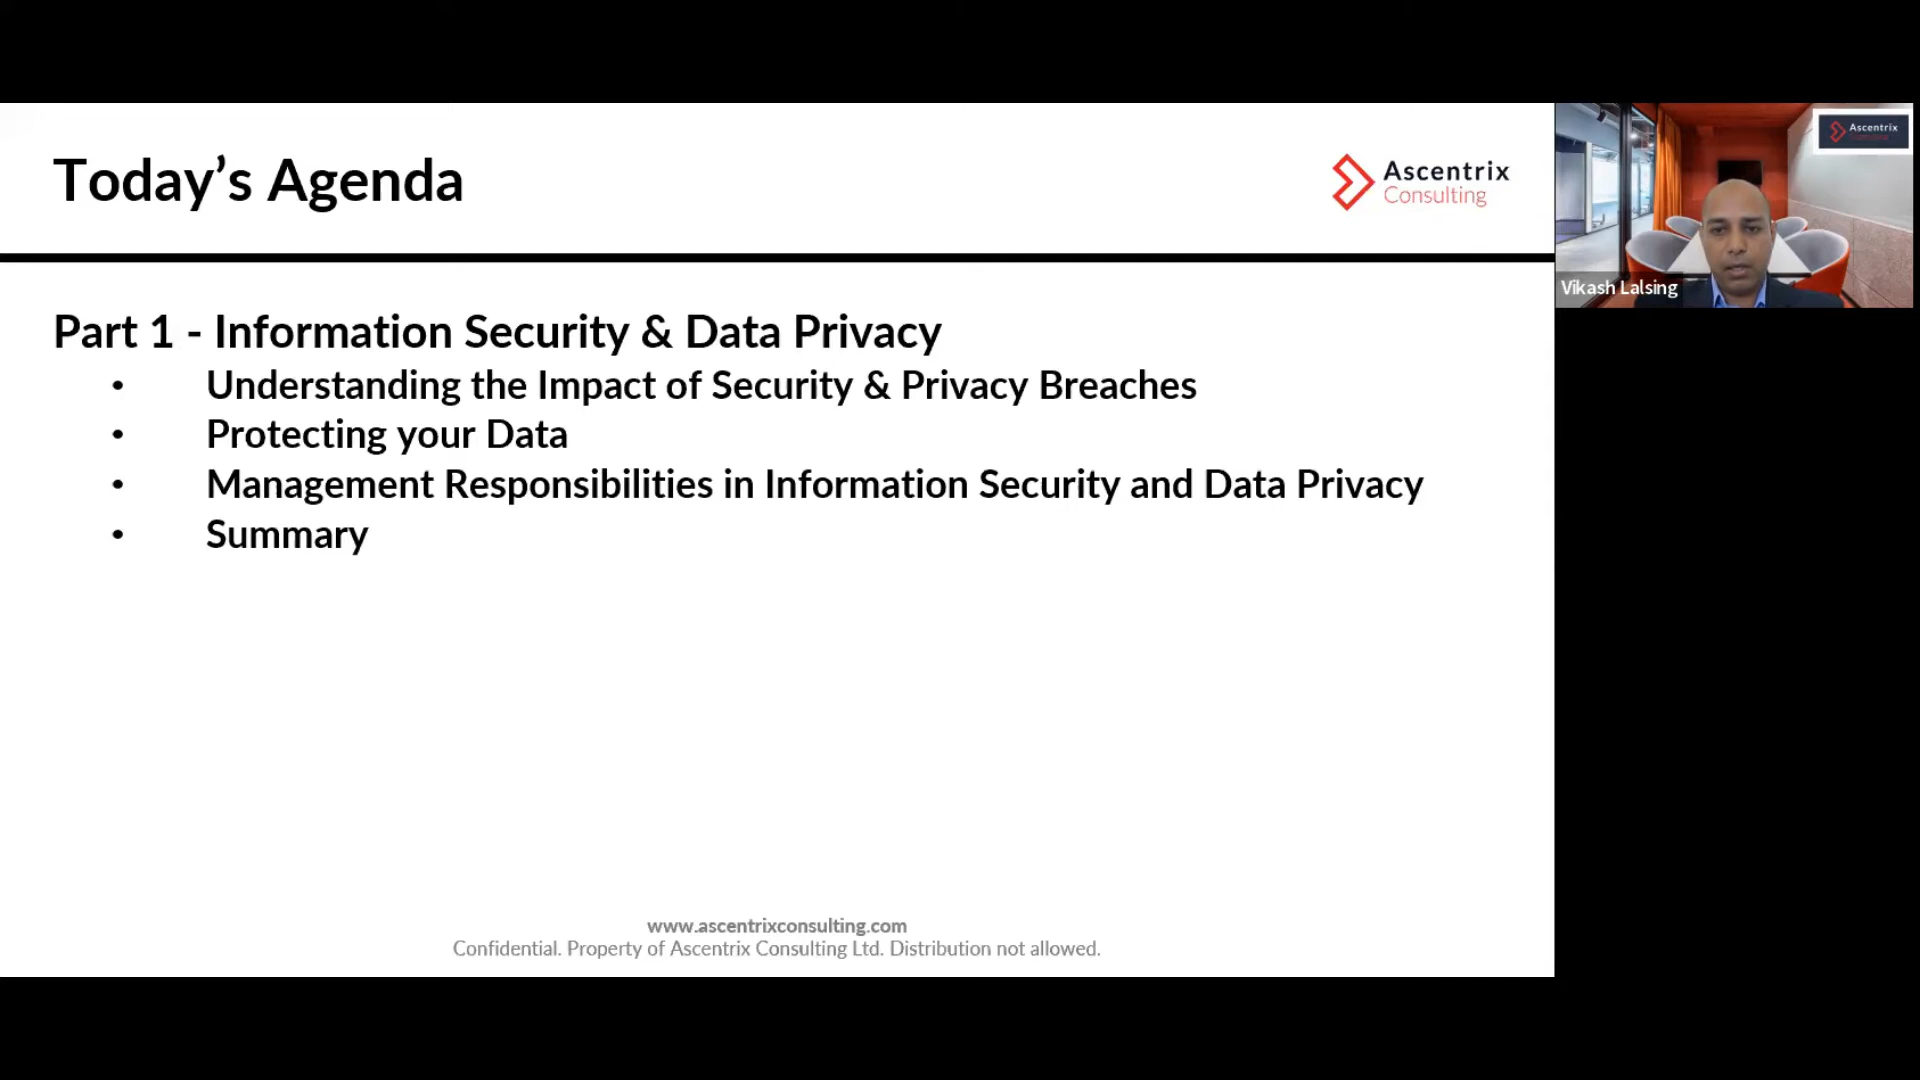 Today’s Agenda
Ascentrix
Consulting
Part 1 - Information Security & Data Privacy
• Understanding the Impact of Security & Privacy Breaches
• Protecting your Data
• Management Responsibilities in Information Security and Data Privacy
• Summary
www.ascentrixconsulting.com
Confidential. Property of Ascentrix Consulting Ltd. Distribution not allowed.
Ascentrix
Vikash Lalsing